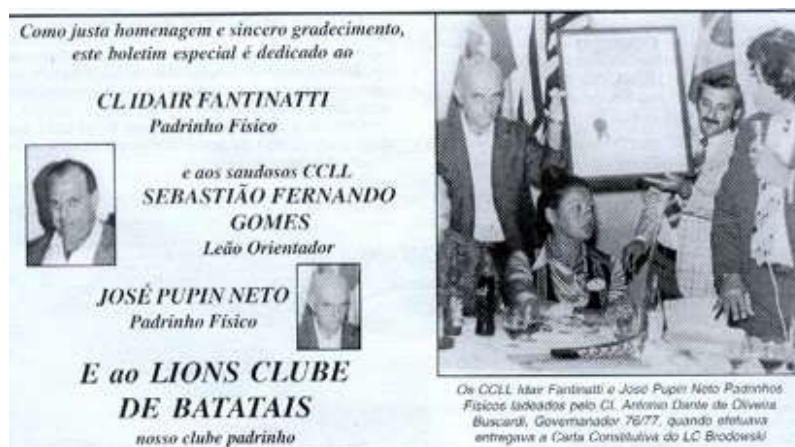 Como justa homenagem e sincero gradecimento,
este boletim especial é dedicado ao
CL IDAIR FANTINATTI
Padrinho Físico
e aos saudosos CCLL
SEBASTIÃO FERNANDO
GOMES
Leão Orientador
JOSÉ PUPIN NETO
Padrinho Físico
E ao LIONS CLUBE
DE BATATAIS
nosso clube padrinho
Os CCLL Idair Fantinatti e José Pupin Neto Padrinhos
Físicos ladeados pelo CL Antonio Dante de Oliveira
Buscardi, Governanador 76/77, quando efetuava
entregava a Carta Constitutiva do LC Brodowski